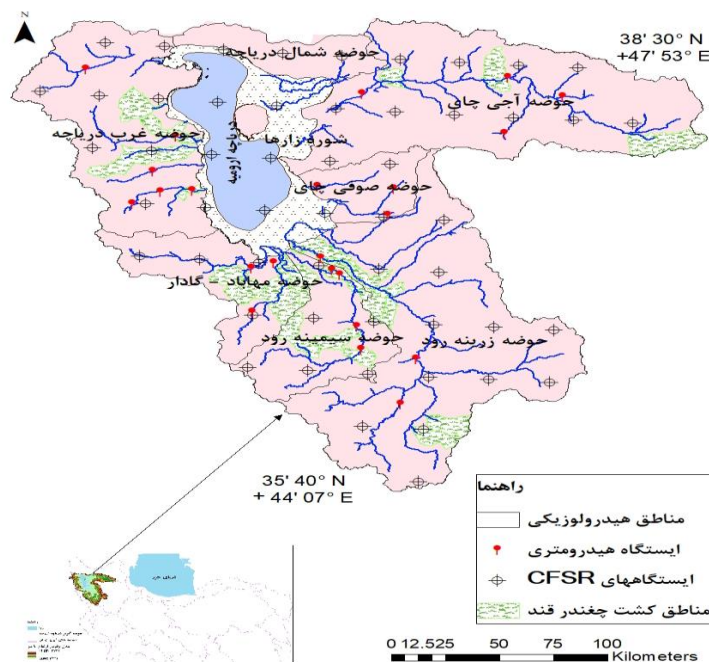 N
38° 30' N
+47' 53° E
حوضه شمال دریاچه
حوضه آجی چای
حوضه غرب دریاچه
شوره زارها
دریاچه ارومیه
حوضه صوفی چای
حوضه مهاباد - گادار
حوضه سیمینه رود
حوضه زرینه رود
35° 40' N
+ 44' 07° E
راهنما
مناطق هیدرولوزیکی
ایستگاه هیدرومتری
ایستگاههای CFSR
مناطق کشت چغندر قند
0 12.525 50 75 100
Kilometers